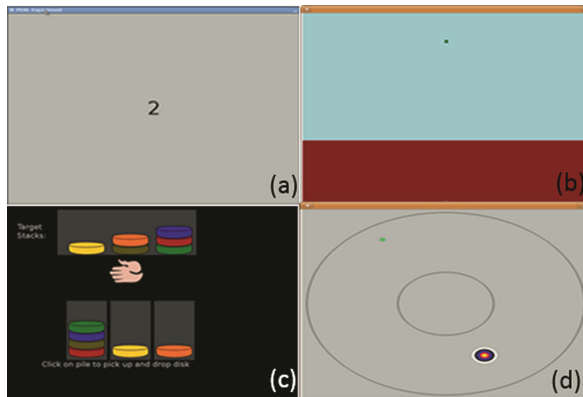 2
(a)
(b)
Target
Stacks:
Click on pile to pick up and drop disk
(c)
(d)